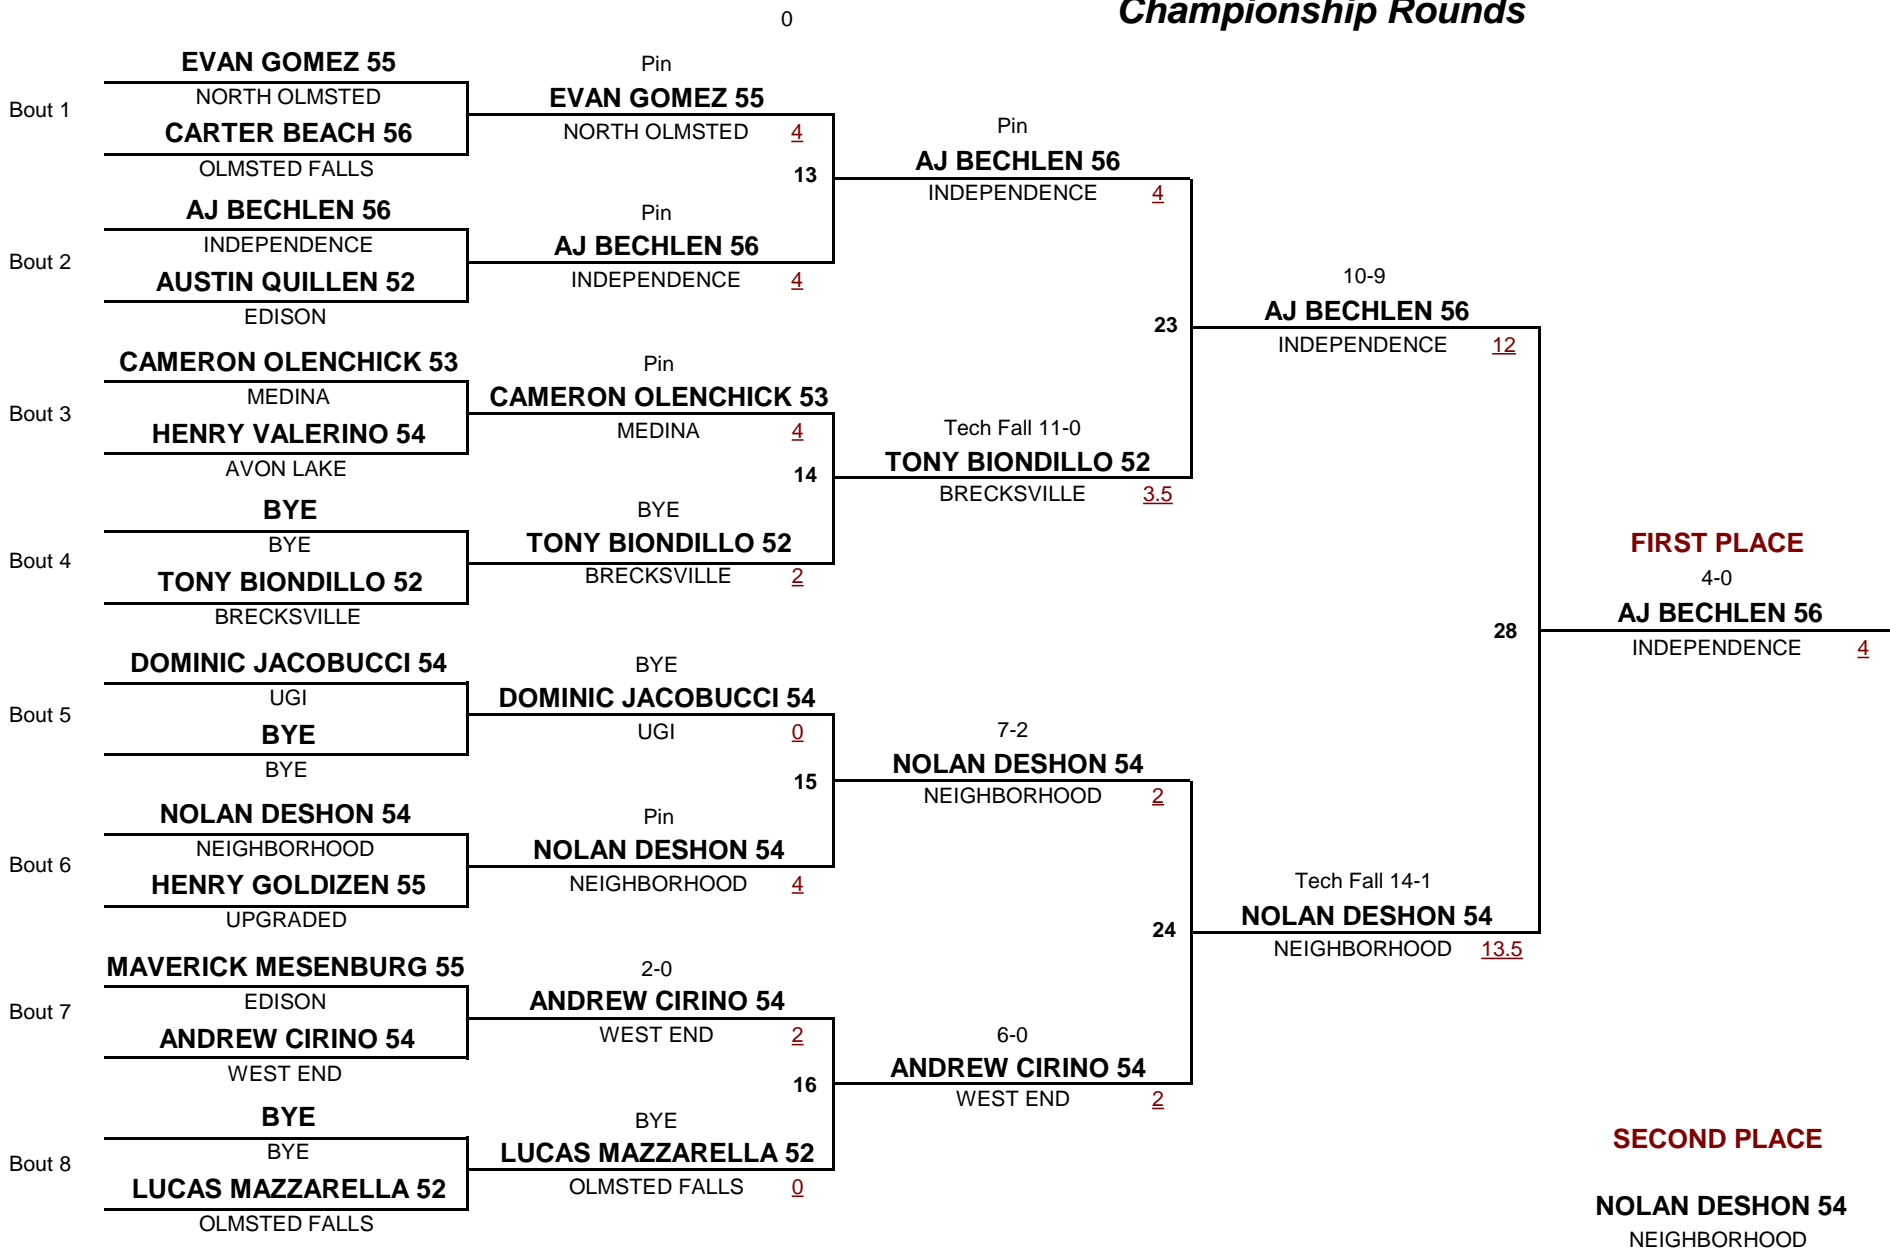 Championship Rounds
0
EVAN GOMEZ 55
NORTH OLMSTED
Bout 1
CARTER BEACH 56
OLMSTED FALLS
AJ BECHLEN 56
INDEPENDENCE
Bout 2
AUSTIN QUILLEN 52
EDISON
CAMERON OLENCHICK 53
MEDINA
Bout 3
HENRY VALERINO 54
AVON LAKE
BYE
BYE
Bout 4
TONY BIONDILLO 52
BRECKSVILLE
DOMINIC JACOBUCCI 54
UGI
Bout 5
BYE
BYE
NOLAN DESHON 54
NEIGHBORHOOD
Bout 6
HENRY GOLDIZEN 55
UPGRADED
MAVERICK MESENBURG 55
EDISON
Bout 7
ANDREW CIRINO 54
WEST END
BYE
BYE
Bout 8
LUCAS MAZZARELLA 52
OLMSTED FALLS
Pin
EVAN GOMEZ 55
NORTH OLMSTED 4
13
Pin
AJ BECHLEN 56
INDEPENDENCE 4
Pin
CAMERON OLENCHICK 53
MEDINA 4
14
BYE
TONY BIONDILLO 52
BRECKSVILLE 2
BYE
DOMINIC JACOBUCCI 54
UGI 0
15
Pin
NOLAN DESHON 54
NEIGHBORHOOD 4
2-0
ANDREW CIRINO 54
WEST END 2
16
BYE
LUCAS MAZZARELLA 52
OLMSTED FALLS 0
Pin
AJ BECHLEN 56
INDEPENDENCE 4
23
Tech Fall 11-0
TONY BIONDILLO 52
BRECKSVILLE 3.5
7-2
NOLAN DESHON 54
NEIGHBORHOOD 2
24
6-0
ANDREW CIRINO 54
WEST END 2
10-9
AJ BECHLEN 56
INDEPENDENCE 12
28
Tech Fall 14-1
NOLAN DESHON 54
NEIGHBORHOOD 13.5
FIRST PLACE
4-0
AJ BECHLEN 56
INDEPENDENCE 4
SECOND PLACE
NOLAN DESHON 54
NEIGHBORHOOD